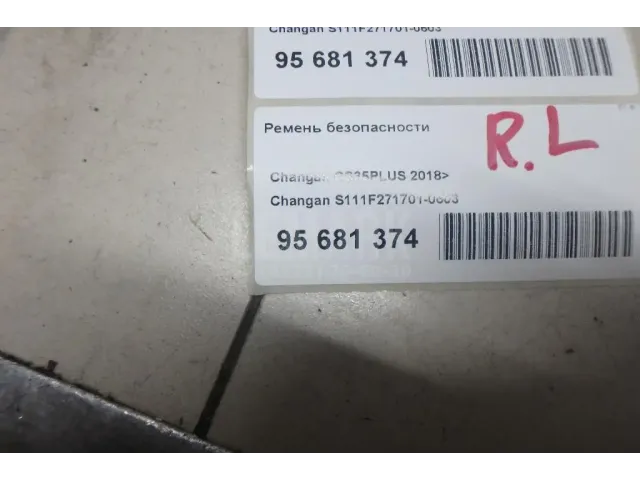 Changan S111F271701-0603
95 681 374
Ремень безопасности
R.L
Changan CS35PLUS 2018>
Changan S111F271701-0603
95 681 374